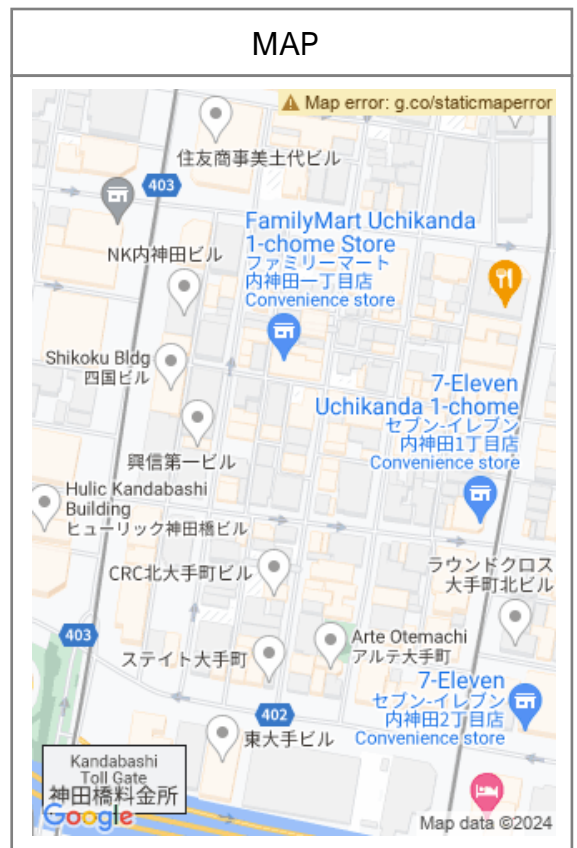 MAP
Map error: g.co/staticmaperror
住友商事美土代ビル
403
FamilyMart Uchikanda
1-chome Store
ファミリーマート
内神田一丁目店
Convenience store
NK内神田ビル
Shikoku Bldg
四国ビル
7-Eleven
Uchikanda 1-chome
セブン-イレブン
内神田1丁目店
Convenience store
興信第一ビル
Hulic Kandabashi
Building
ヒューリック神田橋ビル
CRC北大手町ビル
ラウンドクロス
大手町北ビル
403
Arte Otemachi
アルテ大手町
ステイト大手町
7-Eleven
セブン-イレブン
内神田2丁目店
Convenience store
402
東大手ビル
Kandabashi
Toll Gate
神田橋料金所
Google
Map data ©2024